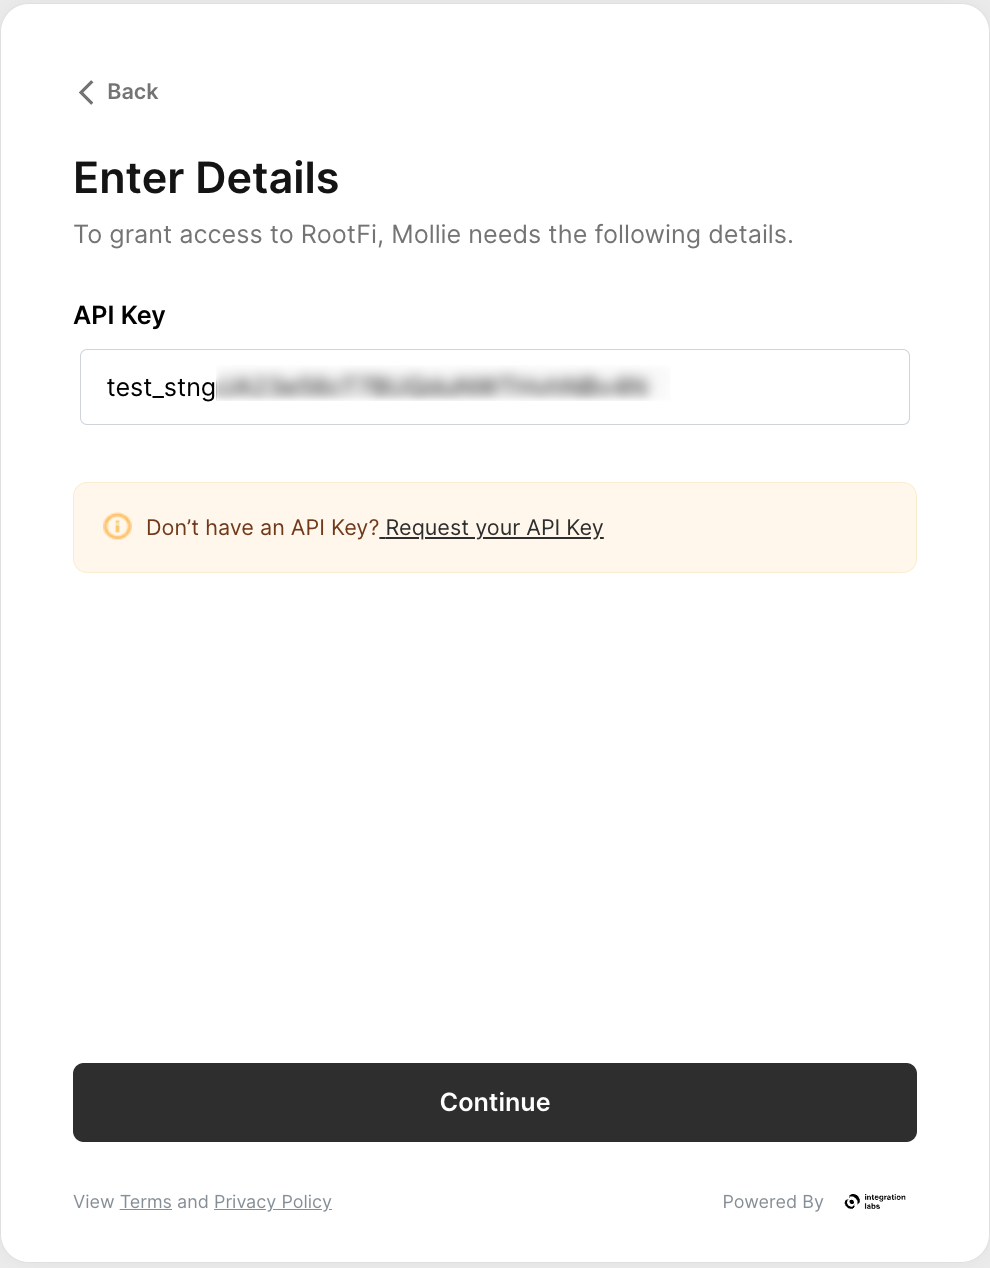 Back
Enter Details
To grant access to RootFi, Mollie needs the following details.
API Key
test_stng
Don’t have an API Key? Request your API Key
Continue
View Terms and Privacy Policy
Powered By integration labs